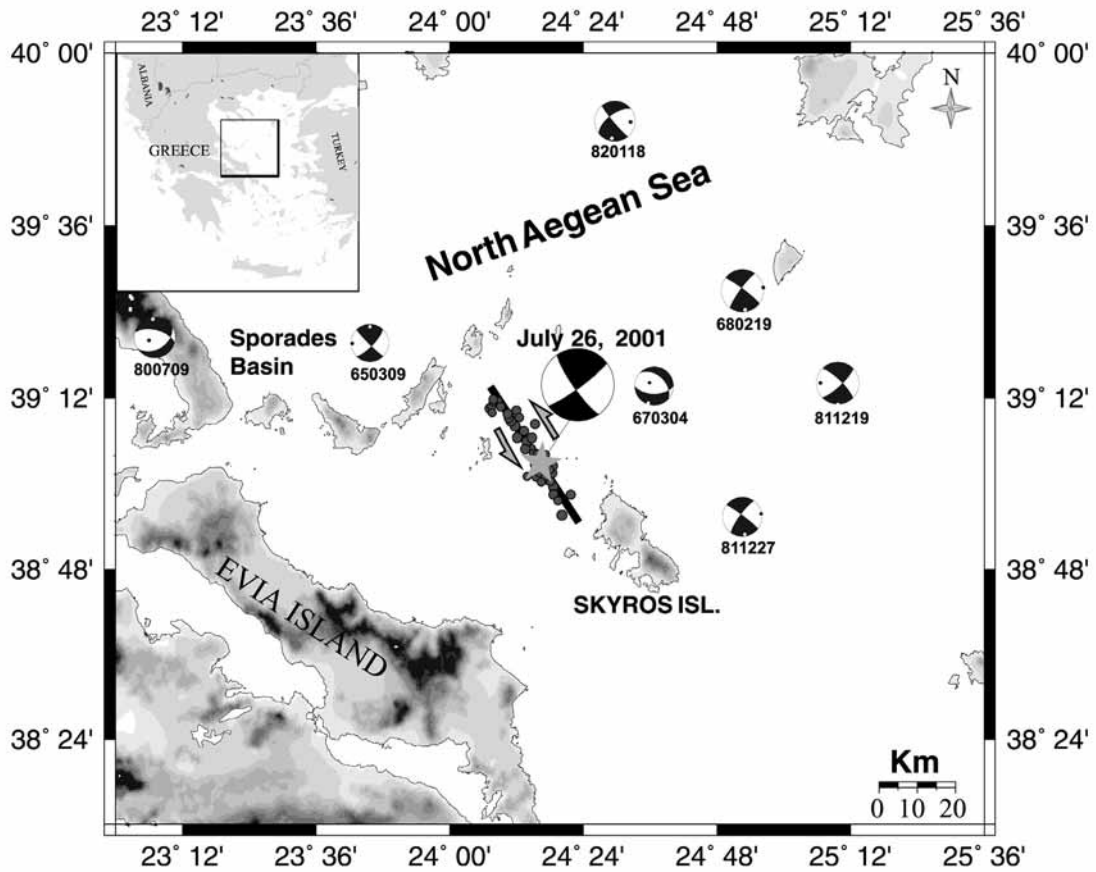 23° 12' 23° 36' 24° 00' 24° 24' 24° 48' 25° 12' 25° 36'
40° 00' 40° 00'
ALBANIA
N
GREECE
TURKEY
820118
North Aegean Sea
39° 36' 39° 36'
680219
Sporades
Basin
July 26, 2001
800709
650309
670304
811219
39° 12' 39° 12'
811227
38° 48' 38° 48'
EVIA ISLAND
SKYROS ISL.
38° 24' 38° 24'
Km
0 10 20
23° 12' 23° 36' 24° 00' 24° 24' 24° 48' 25° 12' 25° 36'